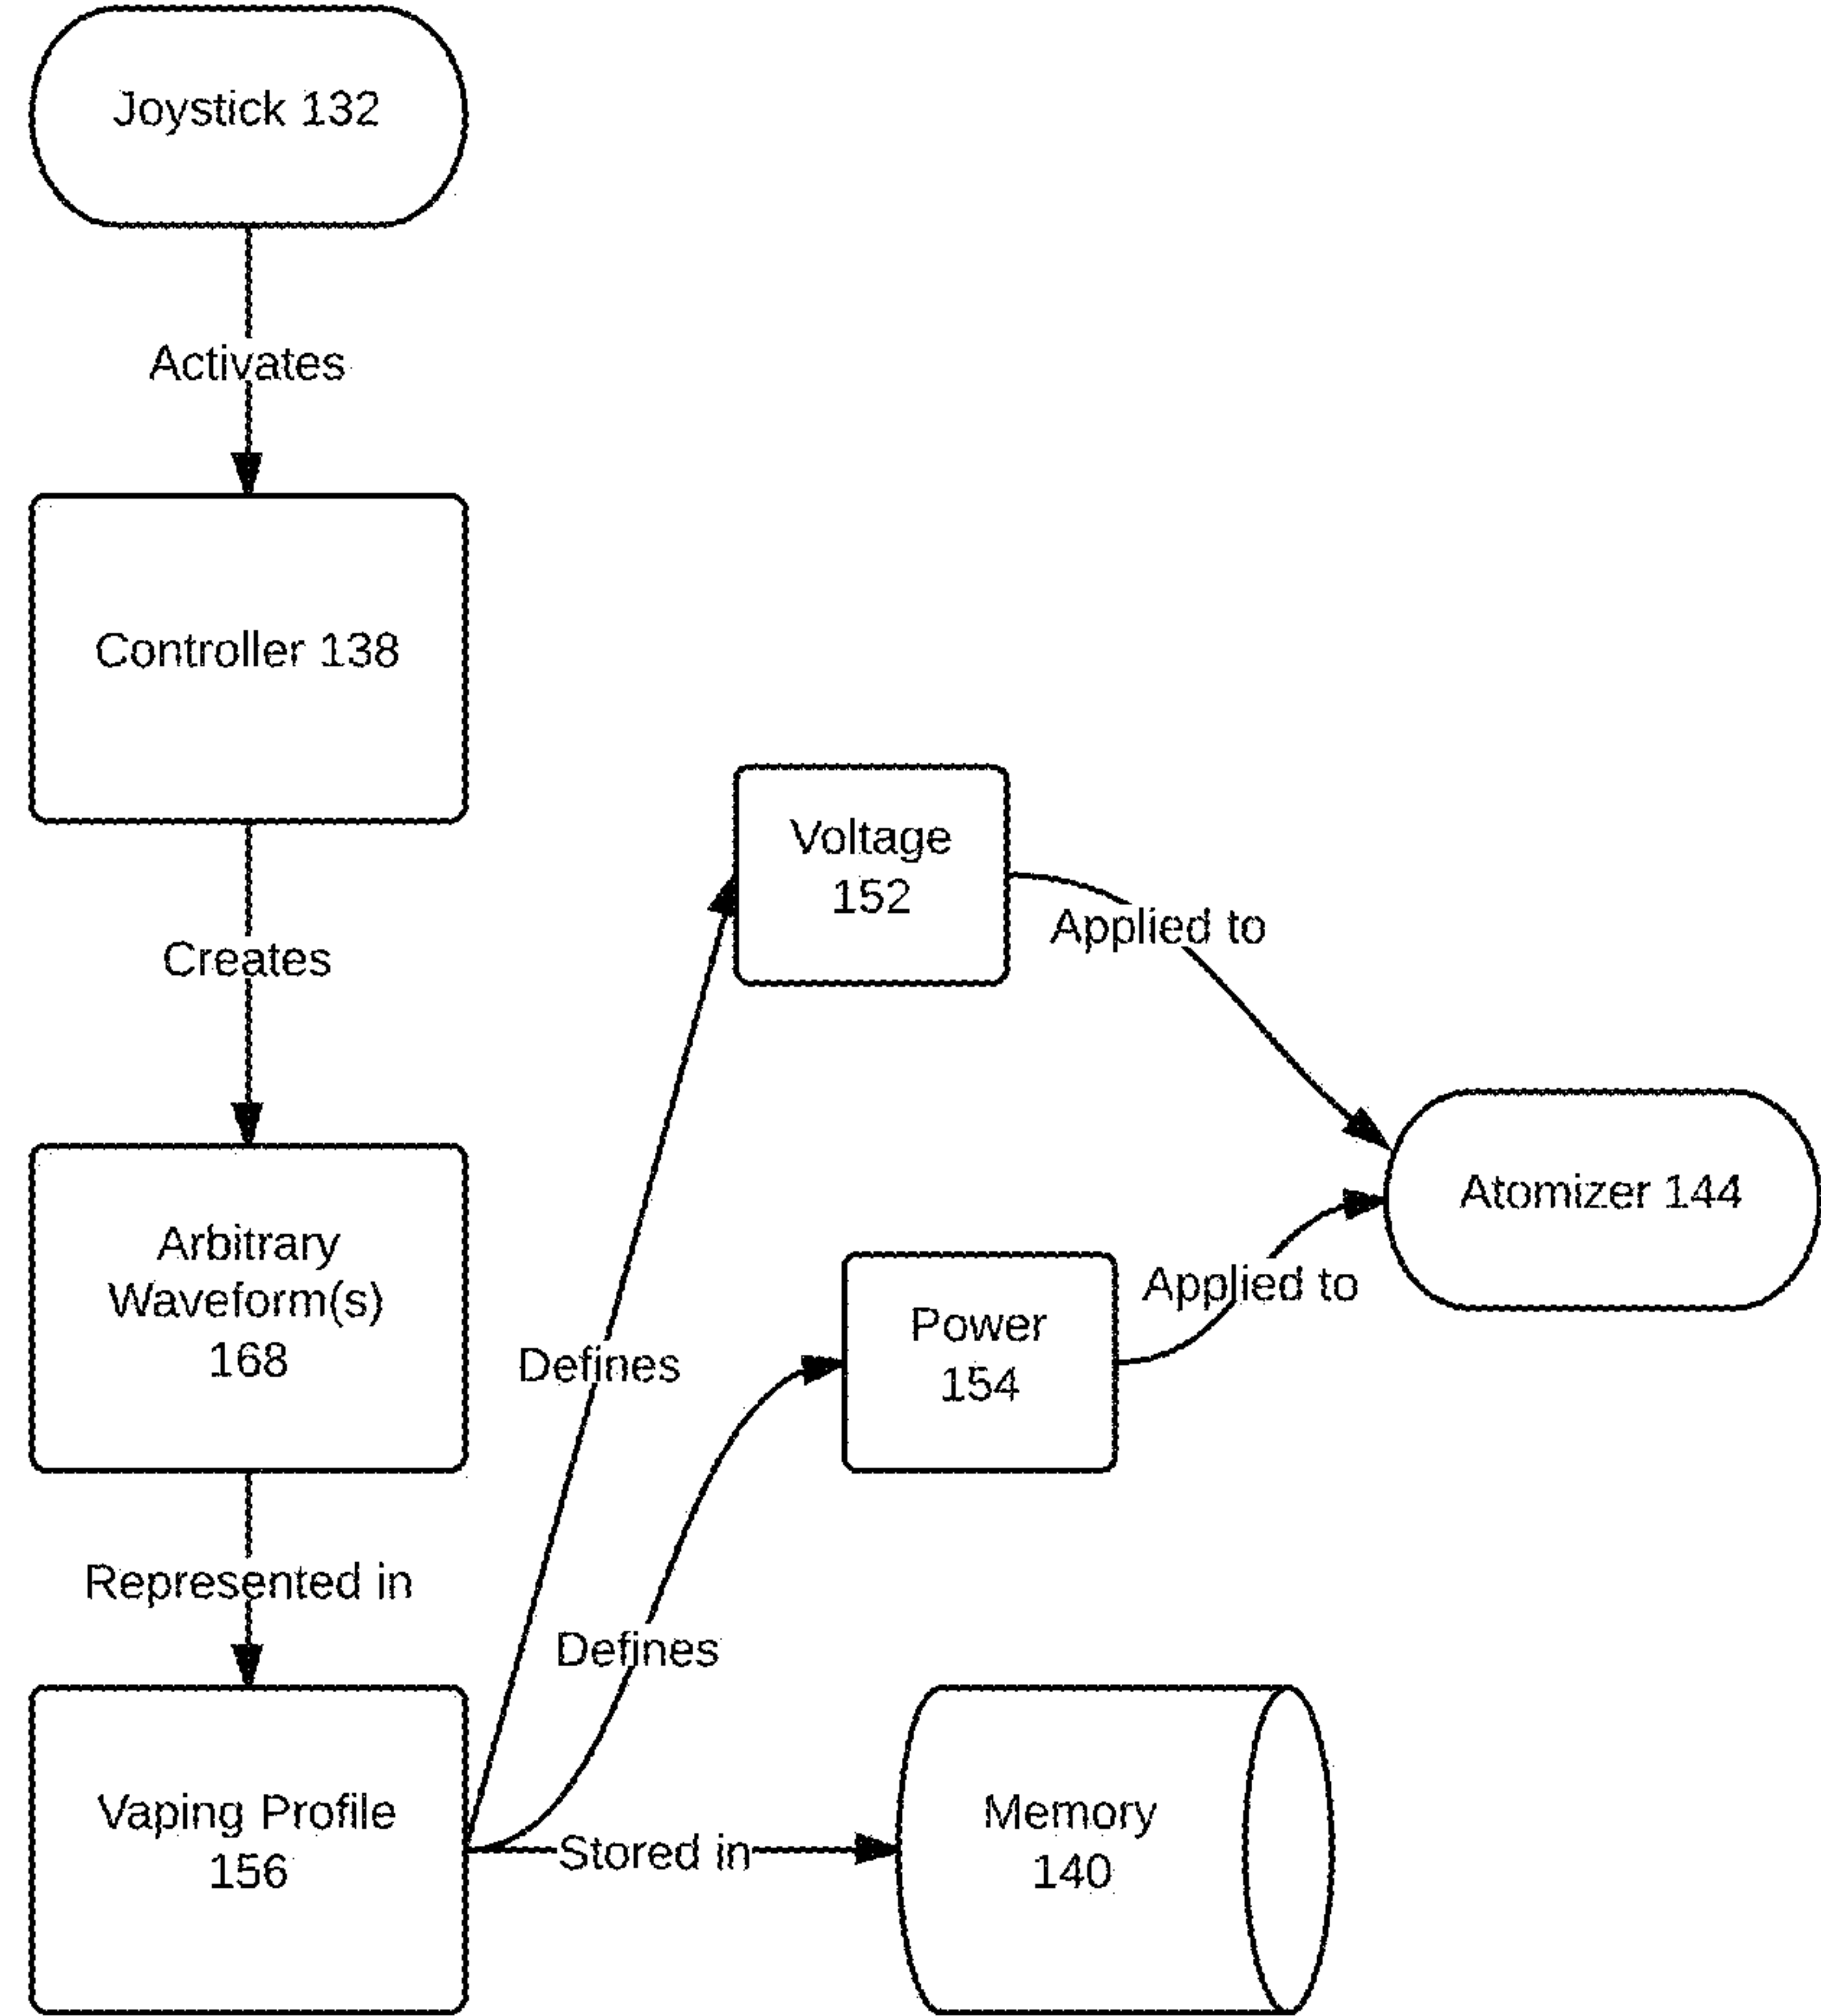 Joystick 132
Activates
Controller 138
Creates
Voltage
152
Applied to
Atomizer 144
Arbitrary
Waveform(s)
168
Power
154
Applied to
Defines
Represented in
Defines
Vaping Profile
156
Stored in
Memory
140